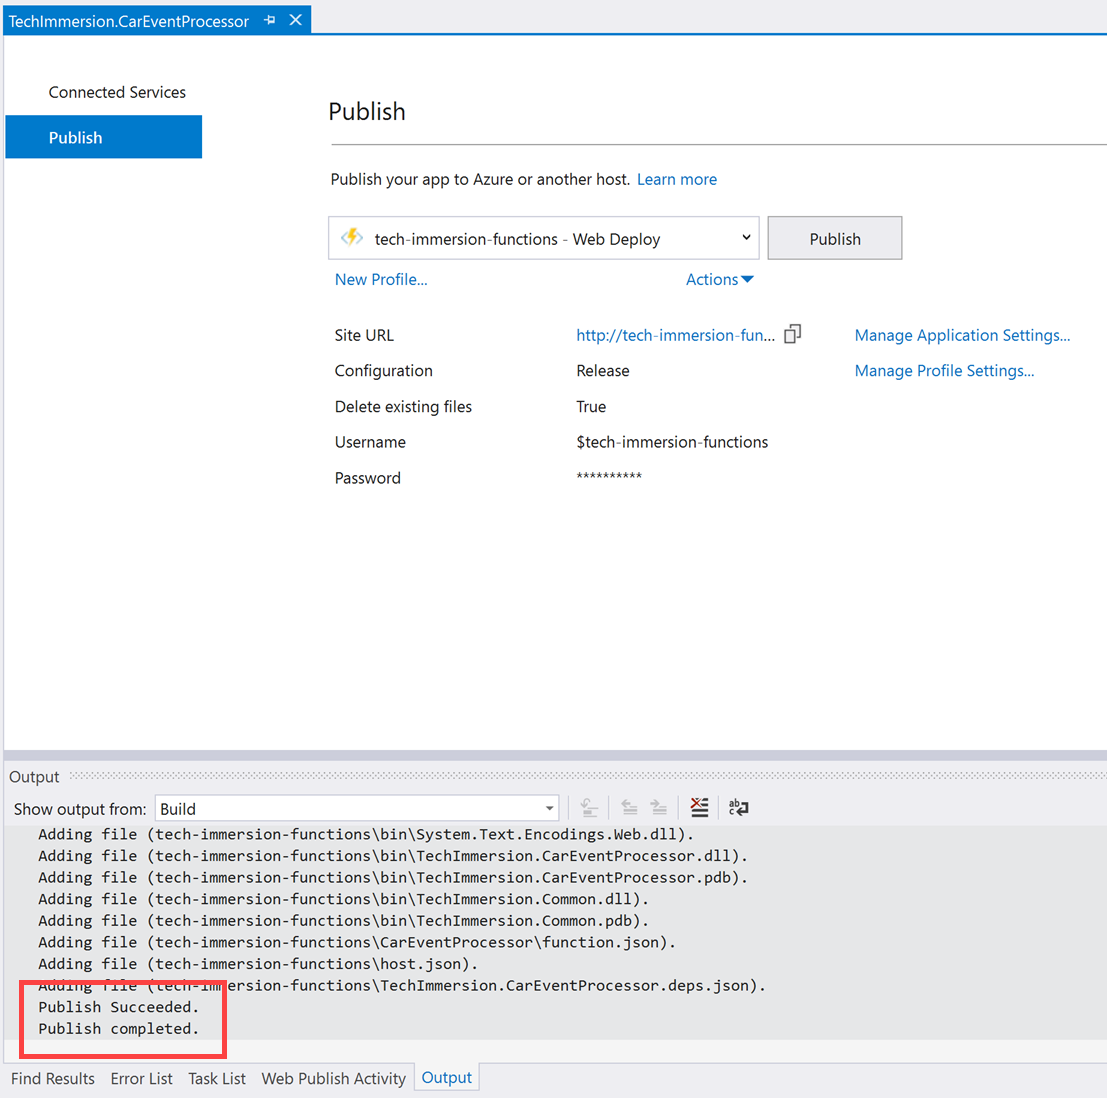 TechImmersion.CarEventProcessor
Connected Services
Publish
Publish
Publish your app to Azure or another host. Learn more
tech-immersion-functions - Web Deploy
Publish
New Profile...
Actions
Site URL
http://tech-immersion-fun...
Manage Application Settings...
Configuration
Release
Manage Profile Settings...
Delete existing files
True
Username
$tech-immersion-functions
Password
**********
Output
Show output from: Build
Adding file (tech-immersion-functions\bin\System.Text.Encodings.Web.dll).
Adding file (tech-immersion-functions\bin\TechImmersion.CarEventProcessor.dll).
Adding file (tech-immersion-functions\bin\TechImmersion.CarEventProcessor.pdb).
Adding file (tech-immersion-functions\bin\TechImmersion.Common.dll).
Adding file (tech-immersion-functions\bin\TechImmersion.Common.pdb).
Adding file (tech-immersion-functions\CarEventProcessor\function.json).
Adding file (tech-immersion-functions\host.json).
Adding file (tech-immersion-functions\TechImmersion.CarEventProcessor.deps.json).
Publish Succeeded.
Publish completed.
Find Results Error List Task List Web Publish Activity Output